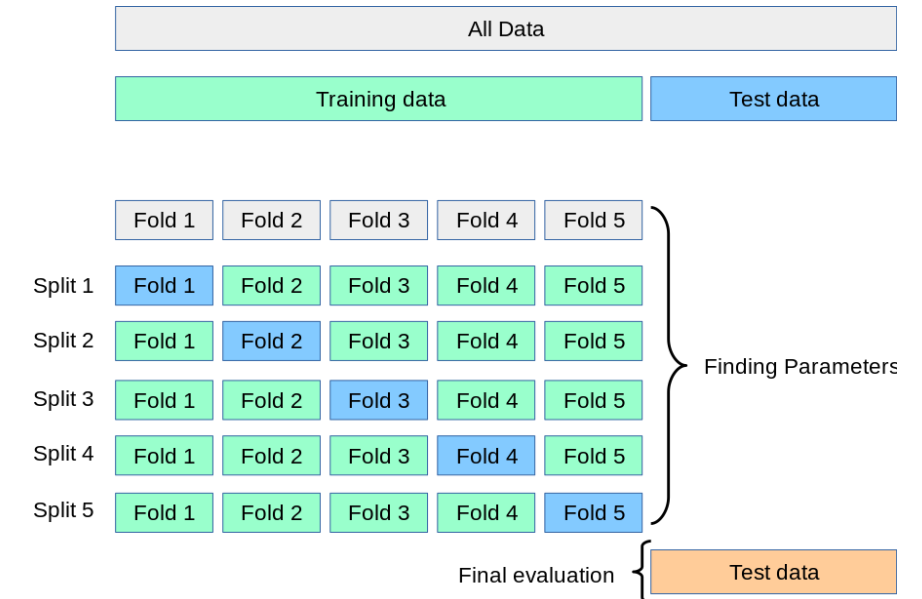 All Data
Training data Test data
Fold 1 Fold 2 Fold 3 Fold 4 Fold 5
Split 1 Fold 1 Fold 2 Fold 3 Fold 4 Fold 5
Split 2 Fold 1 Fold 2 Fold 3 Fold 4 Fold 5
Finding Parameters
Split 3 Fold 1 Fold 2 Fold 3 Fold 4 Fold 5
Split 4 Fold 1 Fold 2 Fold 3 Fold 4 Fold 5
Split 5 Fold 1 Fold 2 Fold 3 Fold 4 Fold 5
Final evaluation Test data